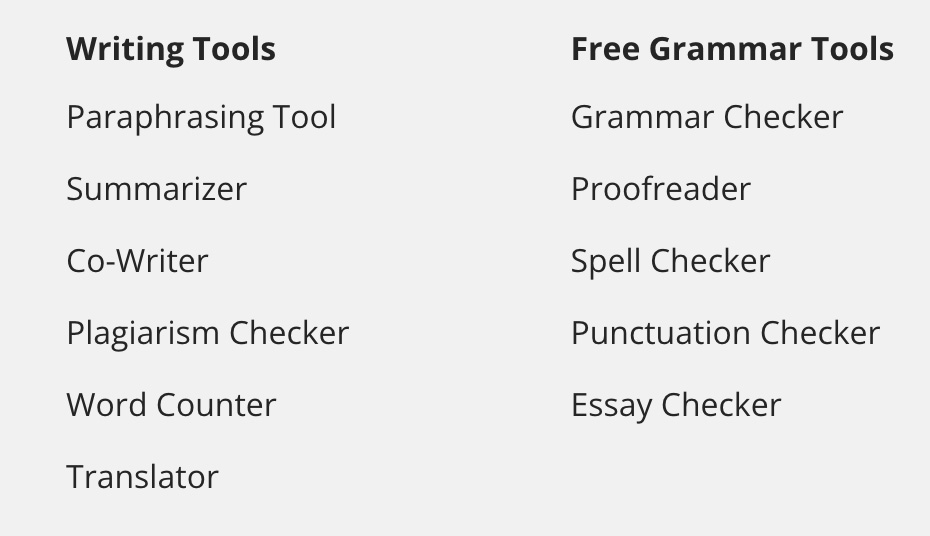 Writing Tools
Paraphrasing Tool
Summarizer
Co-Writer
Plagiarism Checker
Word Counter
Translator
Free Grammar Tools
Grammar Checker
Proofreader
Spell Checker
Punctuation Checker
Essay Checker